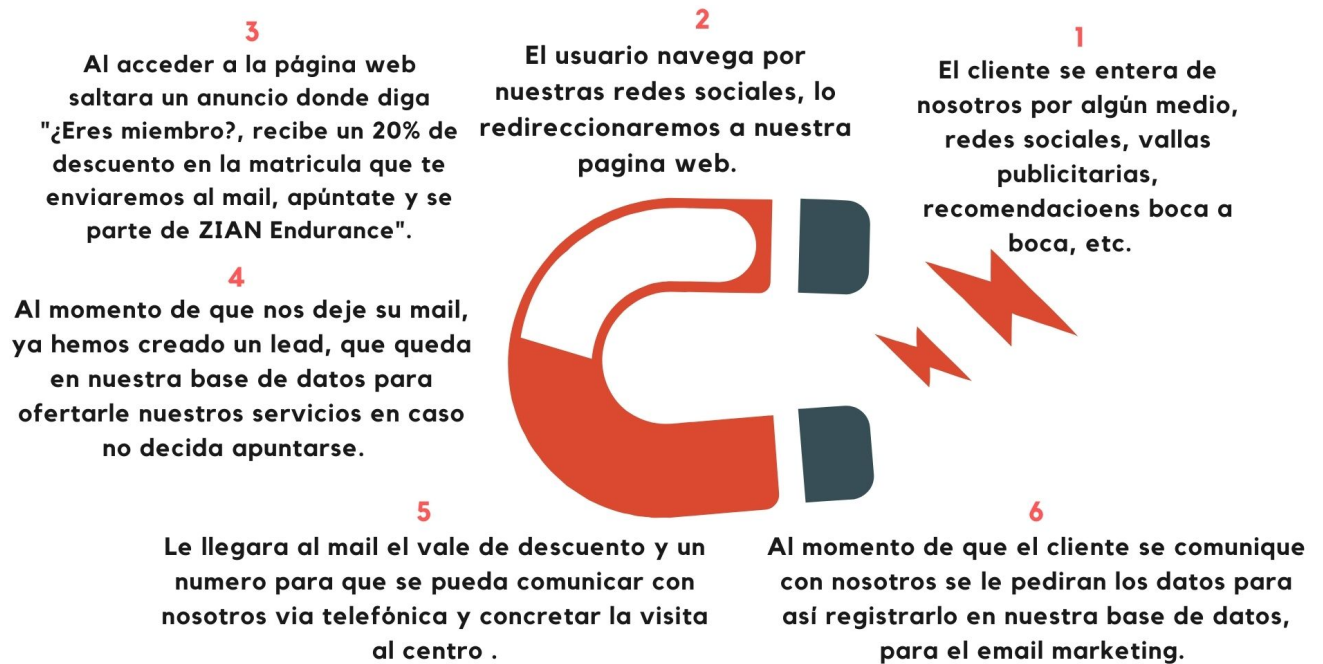 1
El cliente se entera de
nosotros por algún medio,
redes sociales, vallas
publicitarias,
recomendacioens boca a
boca, etc.
2
El usuario navega por
nuestras redes sociales, lo
redireccionaremos a nuestra
pagina web.
3
Al acceder a la página web
saltara un anuncio donde diga
"¿Eres miembro?, recibe un 20% de
descuento en la matricula que te
enviaremos al mail, apúntate y se
parte de ZIAN Endurance".
4
Al momento de que nos deje su mail,
ya hemos creado un lead, que queda
en nuestra base de datos para
ofertarle nuestros servicios en caso
no decida apuntarse.
5
Le llegara al mail el vale de descuento y un
numero para que se pueda comunicar con
nosotros via telefónica y concretar la visita
al centro .
6
Al momento de que el cliente se comunique
con nosotros se le pediran los datos para
así registrarlo en nuestra base de datos,
para el email marketing.